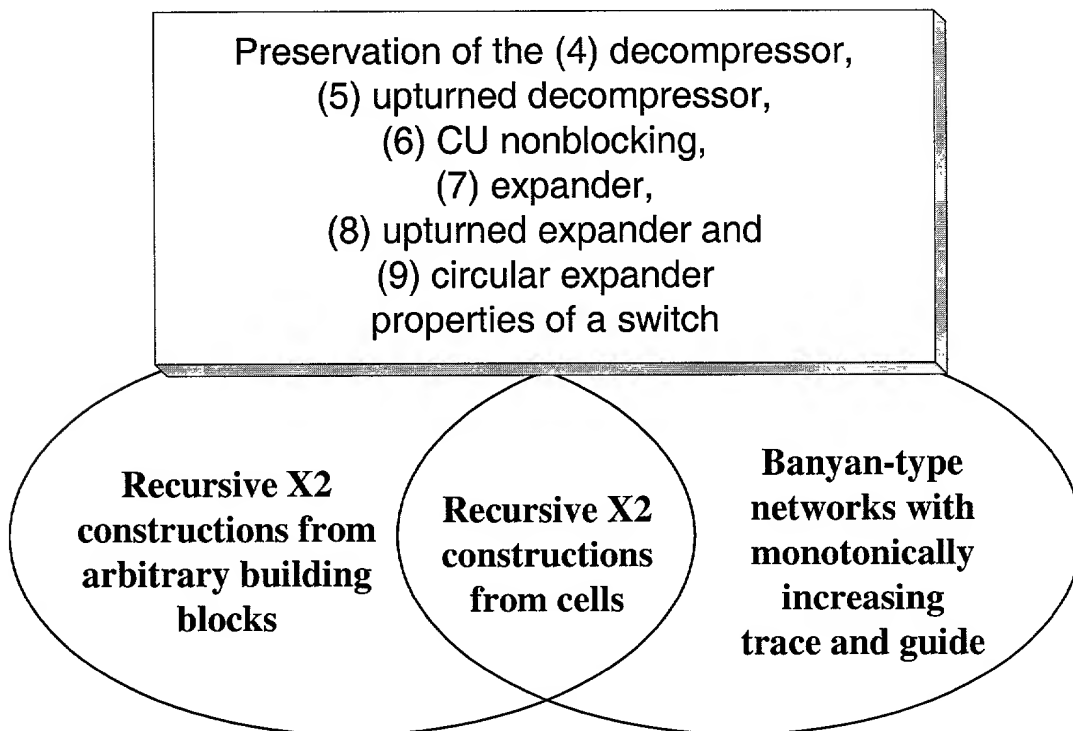 Preservation of the (4) decompressor,
(5) upturned decompressor,
(6) CU nonblocking,
(7) expander,
(8) upturned expander and
(9) circular expander
properties of a switch
Recursive X2
constructions from
arbitrary building
blocks
Recursive X2
constructions
from cells
Banyan-type
networks with
monotonically
increasing
trace and guide